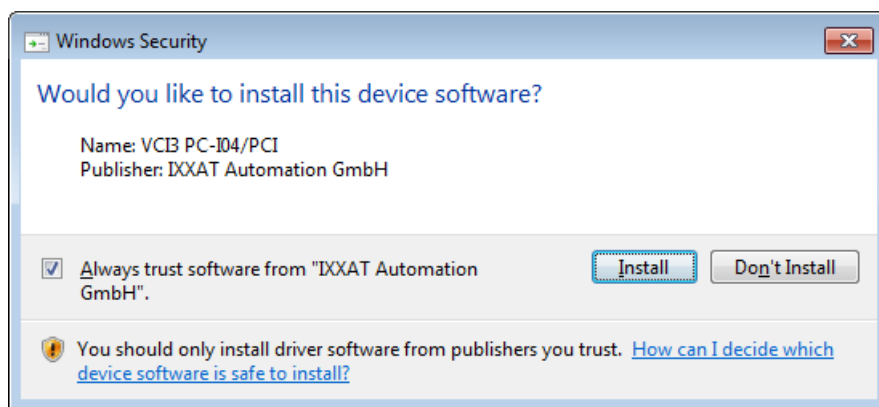 Windows Security
Would you like to install this device software?
Name: VCI3 PC-I04/PCI
Publisher: IXXAT Automation GmbH
Always trust software from "IXXAT Automation
GmbH".
Install
Don't Install
You should only install driver software from publishers you trust. How can I decide which
device software is safe to install?